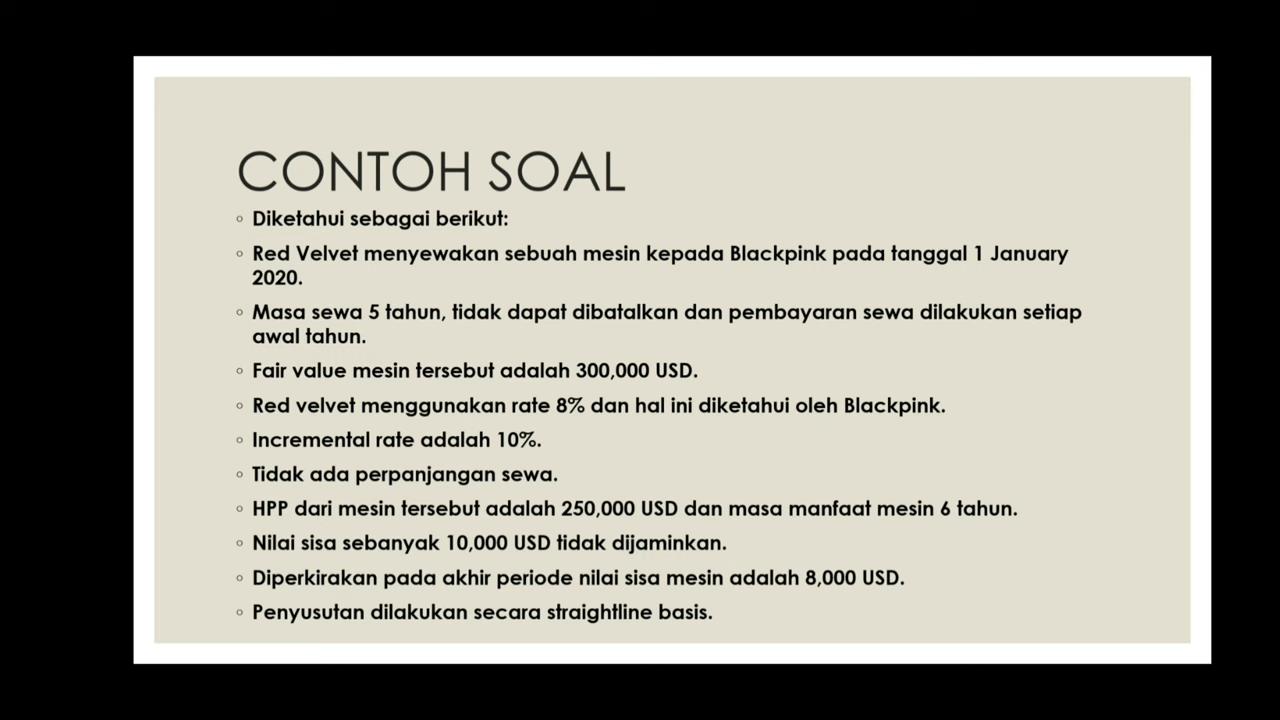 CONTOH SOAL
◦ Diketahui sebagai berikut:
◦ Red Velvet menyewakan sebuah mesin kepada Blackpink pada tanggal 1 January
2020.
◦ Masa sewa 5 tahun, tidak dapat dibatalkan dan pembayaran sewa dilakukan setiap
awal tahun.
◦ Fair value mesin tersebut adalah 300,000 USD.
◦ Red velvet menggunakan rate 8% dan hal ini diketahui oleh Blackpink.
◦ Incremental rate adalah 10%.
◦ Tidak ada perpanjangan sewa.
◦ HPP dari mesin tersebut adalah 250,000 USD dan masa manfaat mesin 6 tahun.
◦ Nilai sisa sebanyak 10,000 USD tidak dijaminkan.
◦ Diperkirakan pada akhir periode nilai sisa mesin adalah 8,000 USD.
◦ Penyusutan dilakukan secara straightline basis.